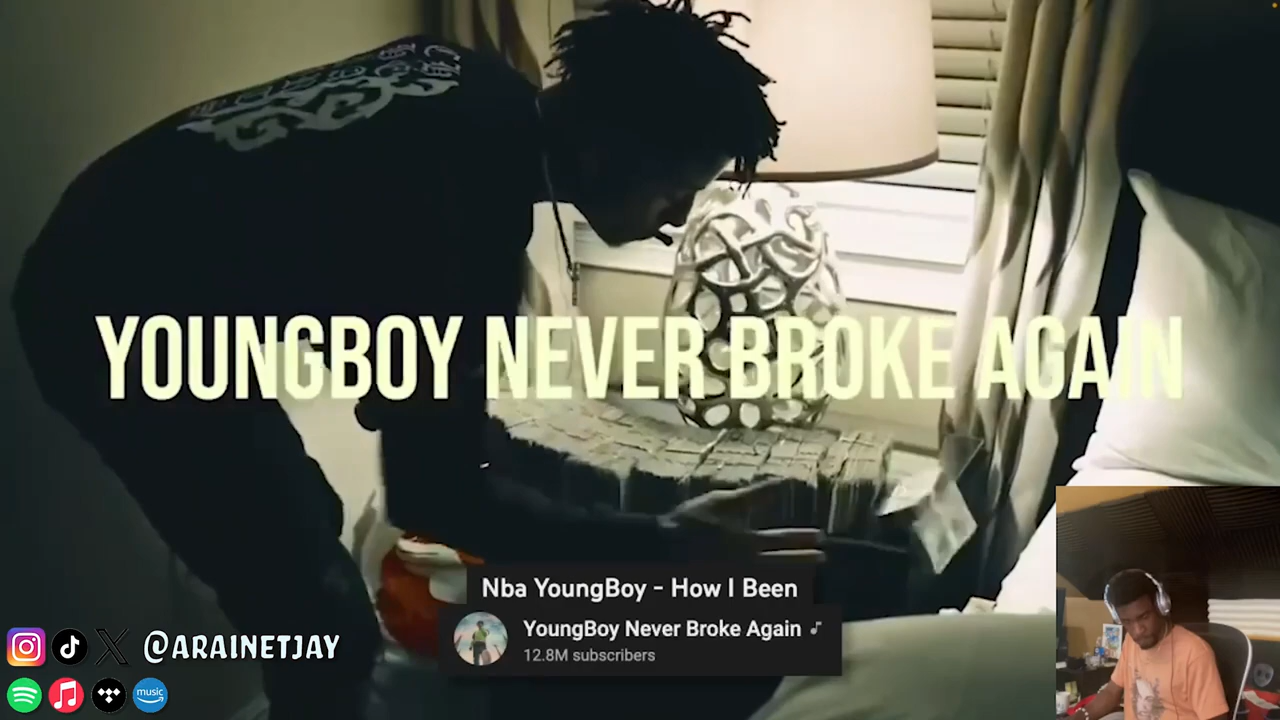 YOUNGBOY NEVER BROKE AGAIN
Nba YoungBoy - How I Been
YoungBoy Never Broke Again
12.8M subscribers
@ARAINETJAY
music